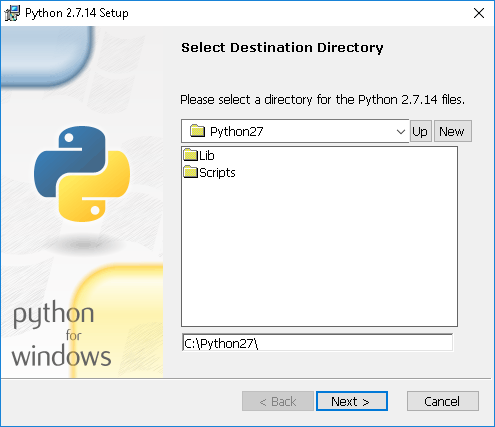 Python 2.7.14 Setup
Select Destination Directory
Please select a directory for the Python 2.7.14 files.
Python27
Up
New
Lib
Scripts
C:\Python27\
python
for
windows
< Back
Next >
Cancel